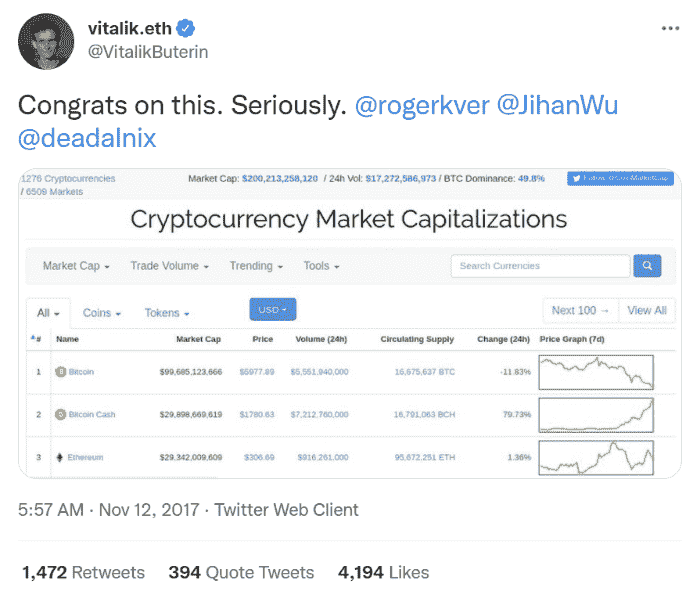 vitalik.eth
@VitalikButerin
Congrats on this. Seriously. @rogerkver @JihanWu
@deadalnix
1276 Cryptocurrencies
/ 6509 Markets
Market Cap: $200,213,258,120 / 24h Vol: $17,272,586,973 / BTC Dominance: 49.8%
Cryptocurrency Market Capitalizations
Market Cap Trade Volume Trending Tools Search Currencies
All Coins Tokens USD Next 100 → View All
# Name Market Cap Price Volume (24h) Circulating Supply Change (24h) Price Graph (7d)
1 Bitcoin $99,685,123,666 $5977.89 $5,551,940,000 16,675,637 BTC -11.83%
2 Bitcoin Cash $29,898,669,619 $1780.63 $7,212,760,000 16,791,063 BCH 79.73%
3 Ethereum $29,342,009,609 $306.69 $916,261,000 95,672,251 ETH 1.36%
5:57 AM · Nov 12, 2017 · Twitter Web Client
1,472 Retweets 394 Quote Tweets 4,194 Likes